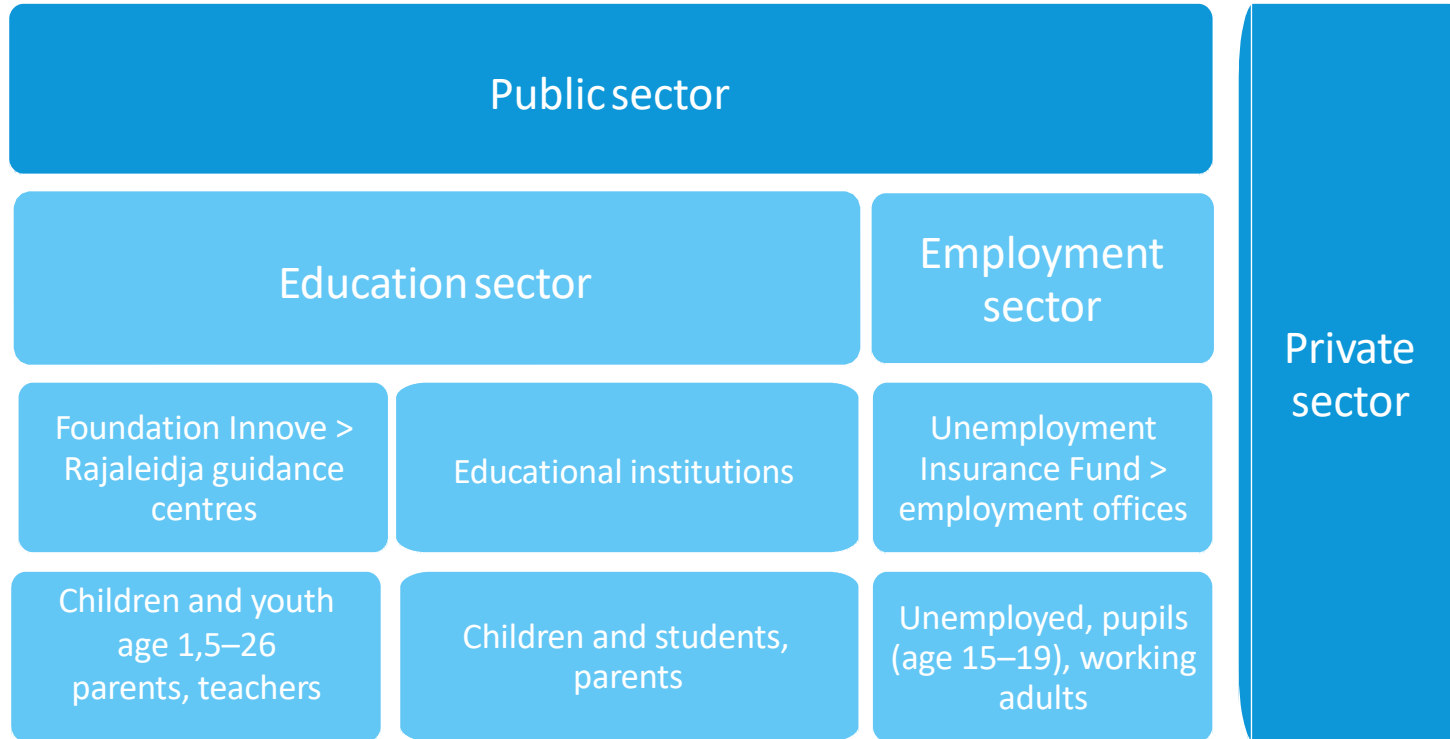 Public sector
Education sector
Employment
sector
Private
sector
Foundation Innove >
Rajaleidja guidance
centres
Educational institutions
Unemployment
Insurance Fund >
employment offices
Children and youth
age 1,5–26
parents, teachers
Children and students,
parents
Unemployed, pupils
(age 15–19), working
adults